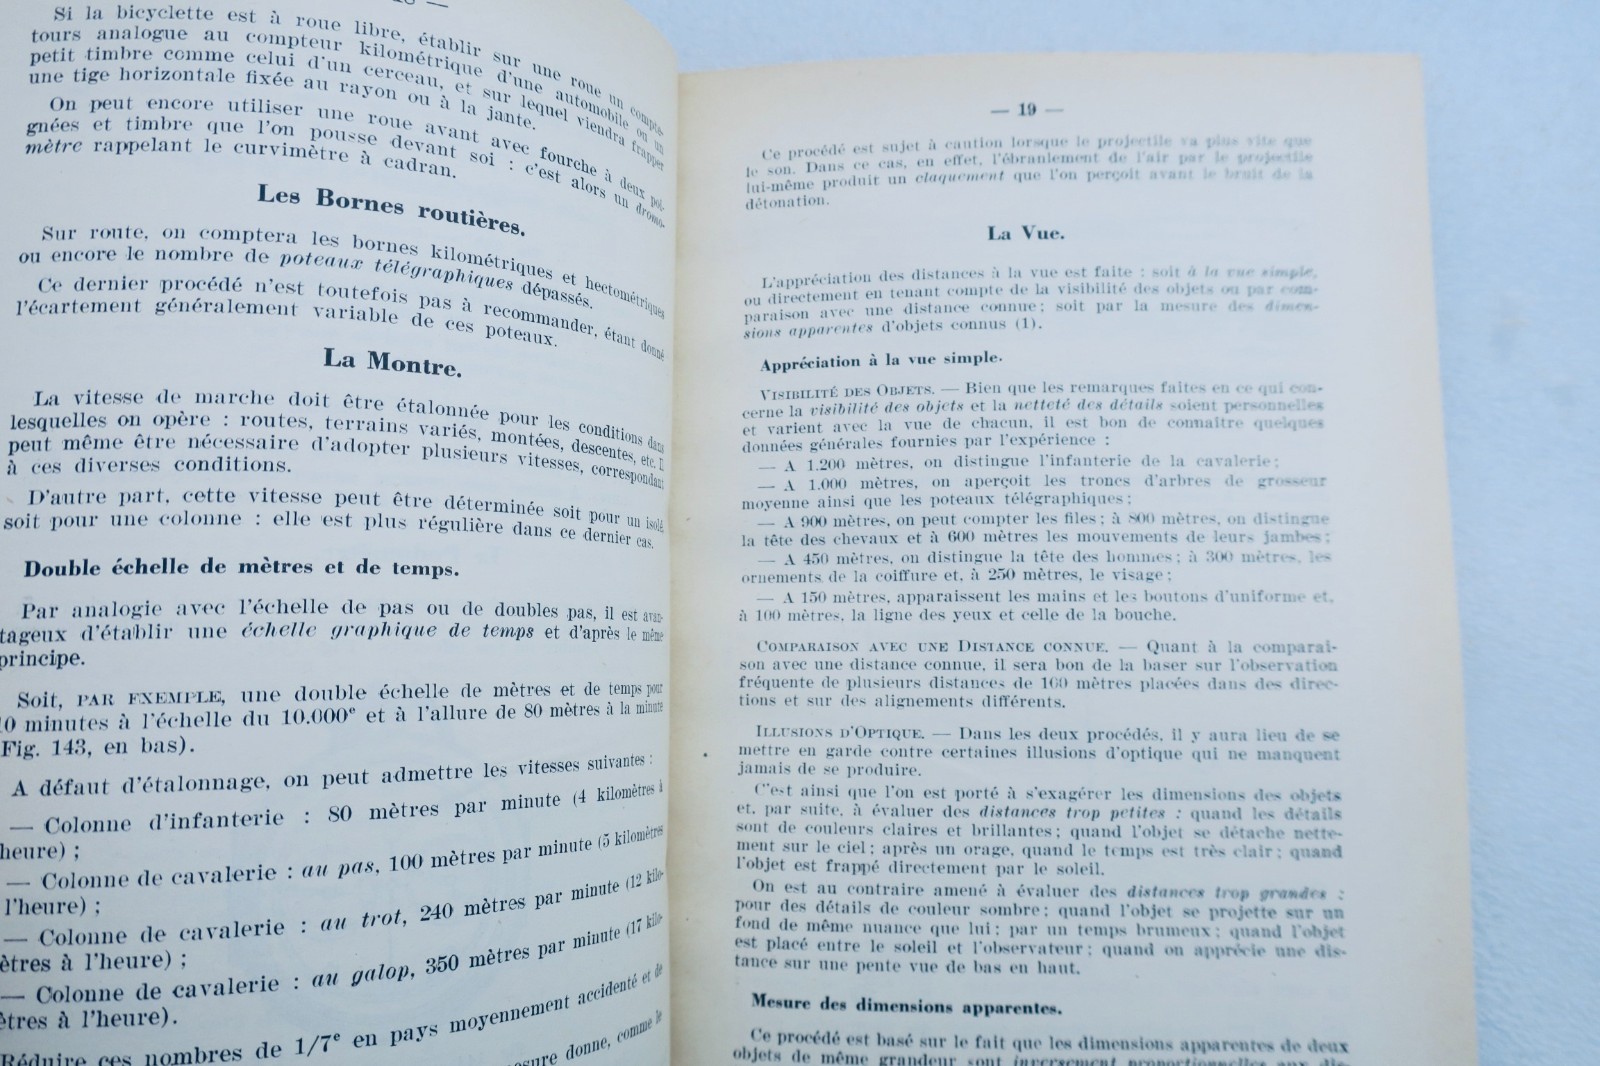 Si la bicyclette est à roue libre, établir sur une roue un compte-
tours analogue au compteur kilométrique d'une automobile ou un
petit timbre comme celui d'un cerceau, et sur lequel viendra frapper
une tige horizontale fixée au rayon ou à la jante.
On peut encore utiliser une roue avant avec fourche à deux poi-
gnées et timbre que l'on pousse devant soi : c'est alors un dromo-
mètre rappelant le curvimètre à cadran.
Les Bornes routières.
Sur route, on comptera les bornes kilométriques et hectométriques
ou encore le nombre de poteaux télégraphiques dépassés.
Ce dernier procédé n'est toutefois pas à recommander, étant donné
l'écartement généralement variable de ces poteaux.
La Montre.
La vitesse de marche doit être étalonnée pour les conditions dans
lesquelles on opère : routes, terrains variés, montées, descentes, etc. Il
peut même être nécessaire d'adopter plusieurs vitesses, correspondant
à ces diverses conditions.
D'autre part, cette vitesse peut être déterminée soit pour un isolé
soit pour une colonne : elle est plus régulière dans ce dernier cas.
Double échelle de mètres et de temps.
Par analogie avec l'échelle de pas ou de doubles pas, il est avan-
tageux d'établir une échelle graphique de temps et d'après le même
principe.
Soit, PAR EXEMPLE, une double échelle de mètres et de temps pour
10 minutes à l'échelle du 10.000e et à l'allure de 80 mètres à la minute
(Fig. 143, en bas).
A défaut d'étalonnage, on peut admettre les vitesses suivantes :
— Colonne d'infanterie : 80 mètres par minute (4 kilomètres à
heure) ;
— Colonne de cavalerie : au pas, 100 mètres par minute (5 kilomètres
l'heure) ;
— Colonne de cavalerie : au trot, 240 mètres par minute (12 kilo-
ètres à l'heure) ;
— Colonne de cavalerie : au galop, 350 mètres par minute (17 kilo-
ètres à l'heure).
Réduire ces nombres de 1/7e en pays moyennement accidenté et de
donne, comme le
— 19 —
Ce procédé est sujet à caution lorsque le projectile va plus vite que
le son. Dans ce cas, en effet, l'ébranlement de l'air par le projectile
lui-même produit un claquement que l'on perçoit avant le bruit de la
détonation.
La Vue.
L'appréciation des distances à la vue est faite : soit à la vue simple,
ou directement en tenant compte de la visibilité des objets ou par com-
paraison avec une distance connue ; soit par la mesure des dimen-
sions apparentes d'objets connus (1).
Appréciation à la vue simple.
VISIBILITÉ DES OBJETS. — Bien que les remarques faites en ce qui con-
cerne la visibilité des objets et la netteté des détails soient personnelles
et varient avec la vue de chacun, il est bon de connaître quelques
données générales fournies par l'expérience :
— A 1.200 mètres, on distingue l'infanterie de la cavalerie ;
— A 1.000 mètres, on aperçoit les troncs d'arbres de grosseur
moyenne ainsi que les poteaux télégraphiques ;
— A 900 mètres, on peut compter les files ; à 800 mètres, on distingue
la tête des chevaux et à 600 mètres les mouvements de leurs jambes ;
— A 450 mètres, on distingue la tête des hommes ; à 300 mètres, les
ornements de la coiffure et, à 250 mètres, le visage ;
— A 150 mètres, apparaissent les mains et les boutons d'uniforme et,
à 100 mètres, la ligne des yeux et celle de la bouche.
COMPARAISON AVEC UNE DISTANCE CONNUE. — Quant à la comparai-
son avec une distance connue, il sera bon de la baser sur l'observation
fréquente de plusieurs distances de 100 mètres placées dans des direc-
tions et sur des alignements différents.
ILLUSIONS D'OPTIQUE. — Dans les deux procédés, il y aura lieu de se
mettre en garde contre certaines illusions d'optique qui ne manquent
jamais de se produire.
C'est ainsi que l'on est porté à s'exagérer les dimensions des objets
et, par suite, à évaluer des distances trop petites : quand les détails
sont de couleurs claires et brillantes ; quand l'objet se détache nette-
ment sur le ciel ; après un orage, quand le temps est très clair ; quand
l'objet est frappé directement par le soleil.
On est au contraire amené à évaluer des distances trop grandes :
pour des détails de couleur sombre ; quand l'objet se projette sur un
fond de même nuance que lui ; par un temps brumeux ; quand l'objet
est placé entre le soleil et l'observateur ; quand on apprécie une dis-
tance sur une pente vue de bas en haut.
Mesure des dimensions apparentes.
Ce procédé est basé sur le fait que les dimensions apparentes de deux
objets de même grandeur sont inversement proportionnelles aux dis-